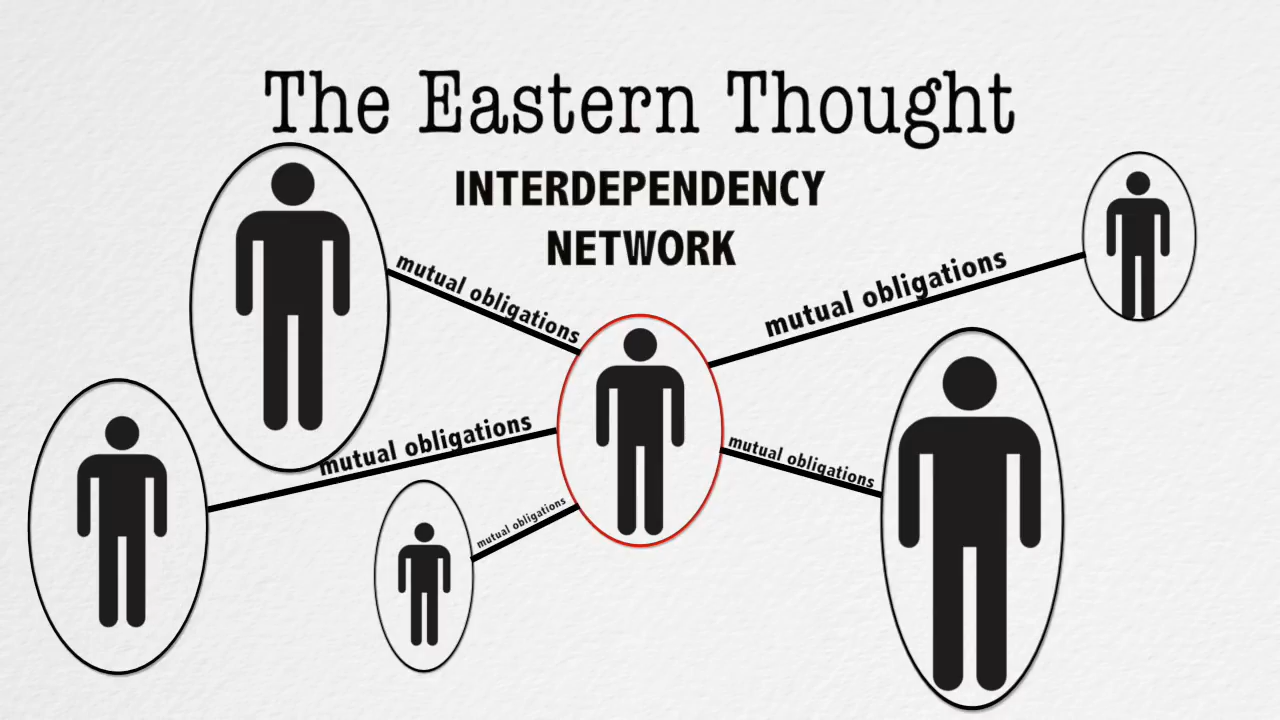 The Eastern Thought
INTERDEPENDENCY
NETWORK
mutual obligations
mutual obligations
mutual obligations
mutual obligations
mutual obligations